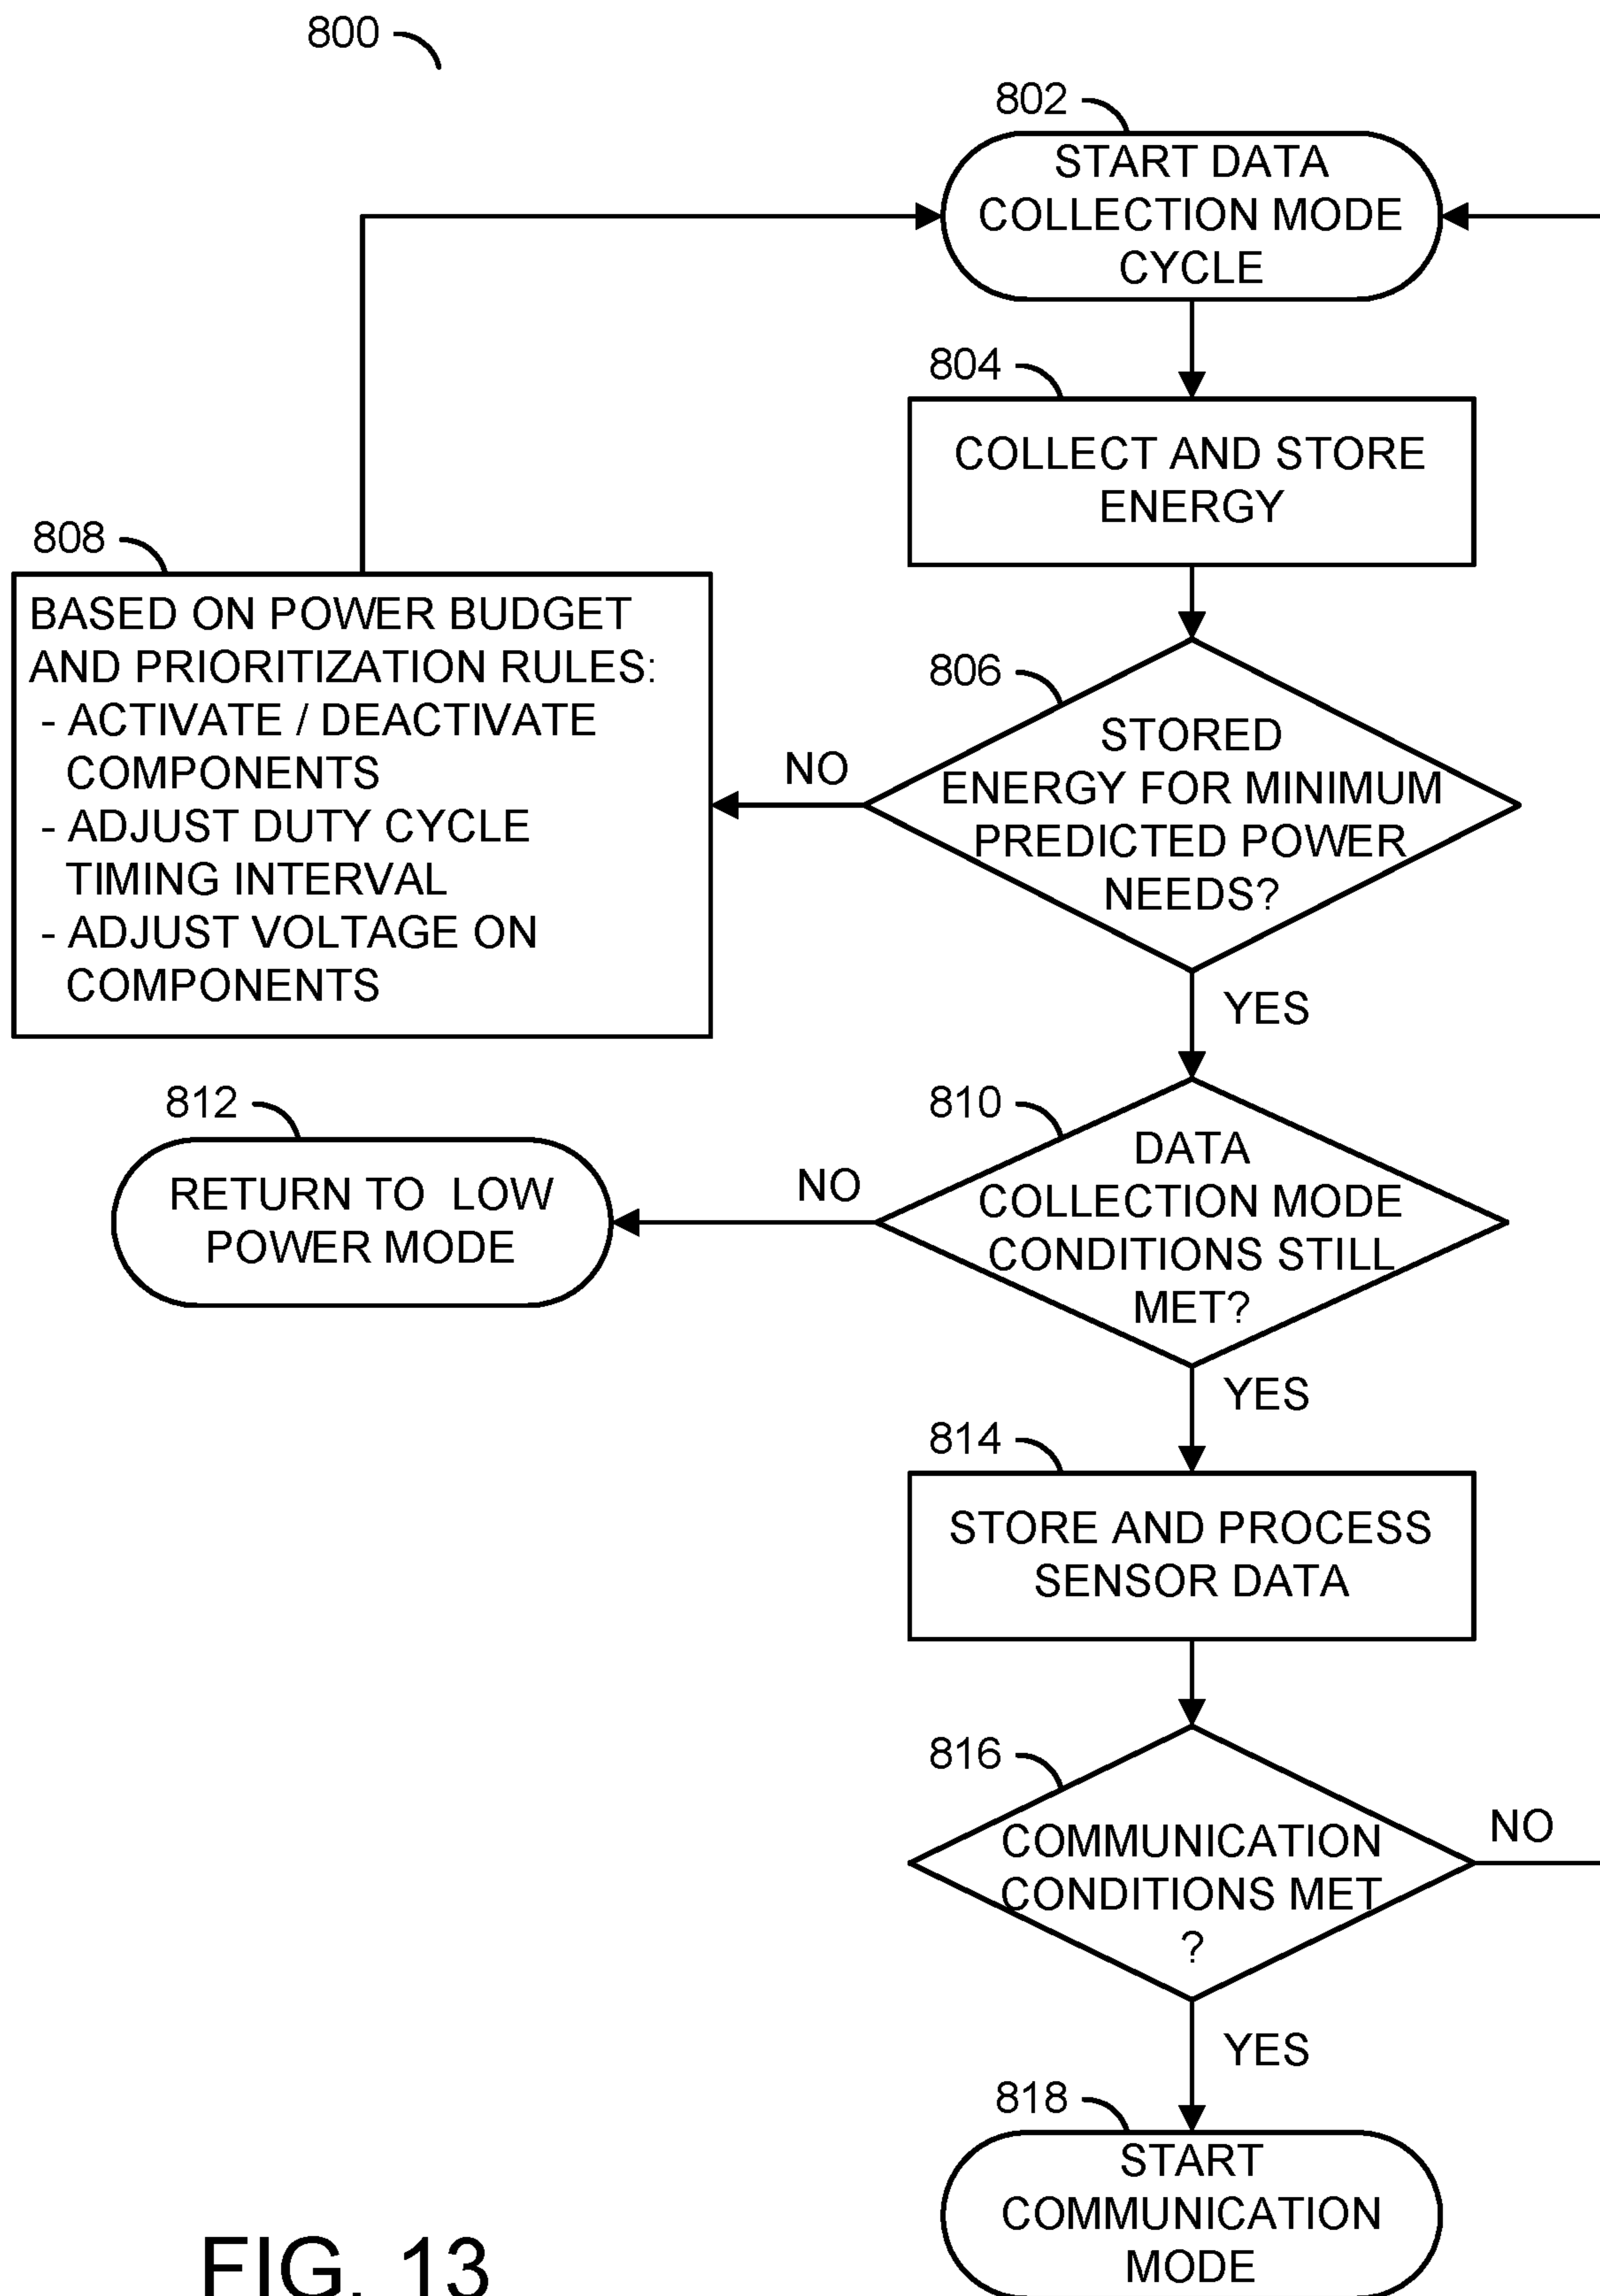 800
802
START DATA
COLLECTION MODE
CYCLE
804
COLLECT AND STORE
ENERGY
806
STORED
ENERGY FOR MINIMUM
PREDICTED POWER
NEEDS?
NO
YES
808
BASED ON POWER BUDGET
AND PRIORITIZATION RULES:
- ACTIVATE / DEACTIVATE
COMPONENTS
- ADJUST DUTY CYCLE
TIMING INTERVAL
- ADJUST VOLTAGE ON
COMPONENTS
810
DATA
COLLECTION MODE
CONDITIONS STILL
MET?
NO
YES
812
RETURN TO LOW
POWER MODE
814
STORE AND PROCESS
SENSOR DATA
816
COMMUNICATION
CONDITIONS MET
?
NO
YES
818
START
COMMUNICATION
MODE
FIG. 13